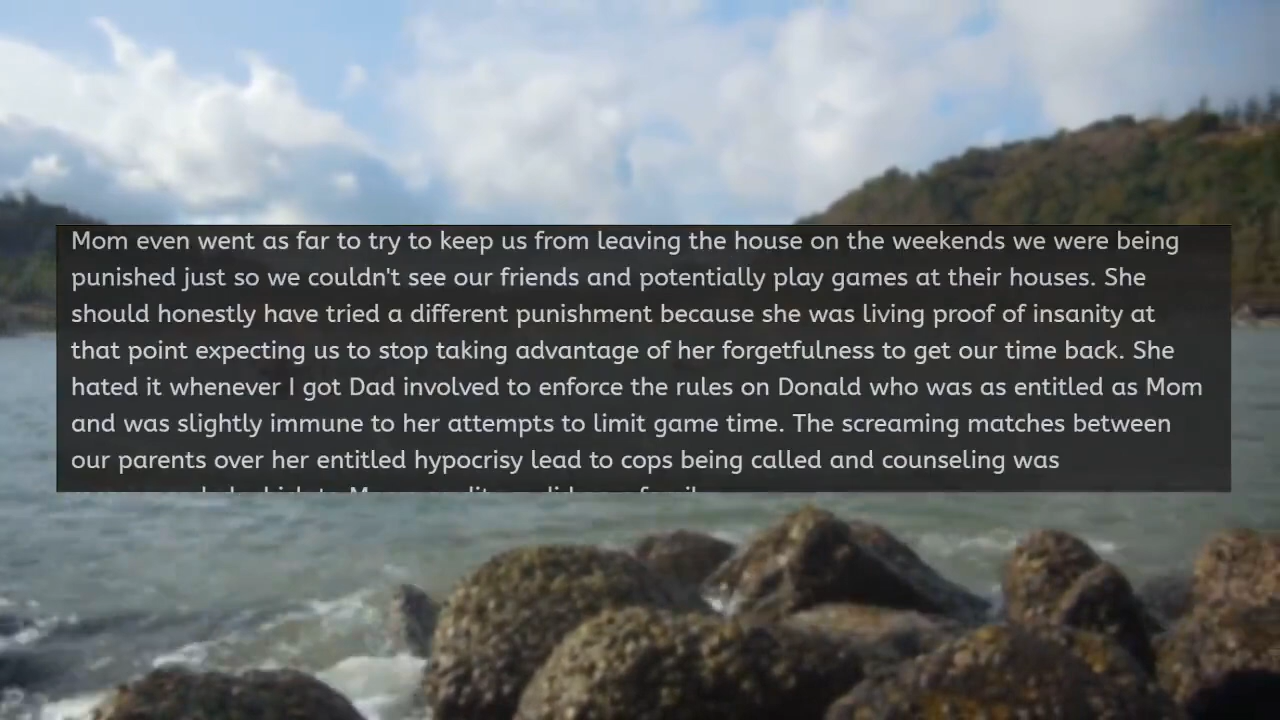 Mom even went as far to try to keep us from leaving the house on the weekends we were being
punished just so we couldn't see our friends and potentially play games at their houses. She
should honestly have tried a different punishment because she was living proof of insanity at
that point expecting us to stop taking advantage of her forgetfulness to get our time back. She
hated it whenever I got Dad involved to enforce the rules on Donald who was as entitled as Mom
and was slightly immune to her attempts to limit game time. The screaming matches between
our parents over her entitled hypocrisy lead to cops being called and counseling was